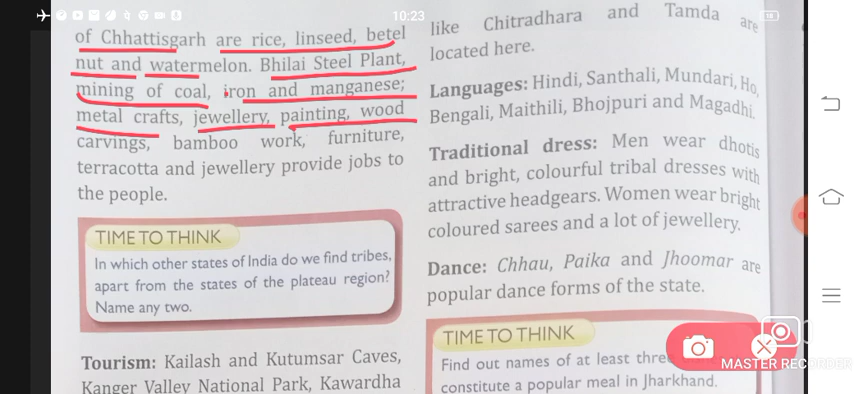 10:23
of Chhattisgarh are rice, linseed, betel
nut and watermelon. Bhilai Steel Plant,
mining of coal, iron and manganese;
metal crafts, jewellery, painting, wood
carvings, bamboo work, furniture,
terracotta and jewellery provide jobs to
the people.
TIME TO THINK
In which other states of India do we find tribes,
apart from the states of the plateau region?
Name any two.
Tourism: Kailash and Kutumsar Caves,
Kanger Valley National Park, Kawardha
like Chitradhara and Tamda are
located here.
Languages: Hindi, Santhali, Mundari, Ho,
Bengali, Maithili, Bhojpuri and Magadhi.
Traditional dress: Men wear dhotis
and bright, colourful tribal dresses with
attractive headgears. Women wear bright
coloured sarees and a lot of jewellery.
Dance: Chhau, Paika and Jhoomar are
popular dance forms of the state.
TIME TO THINK
Find out names of at least three
constitute a popular meal in Jharkhand.
MASTER RECORDER